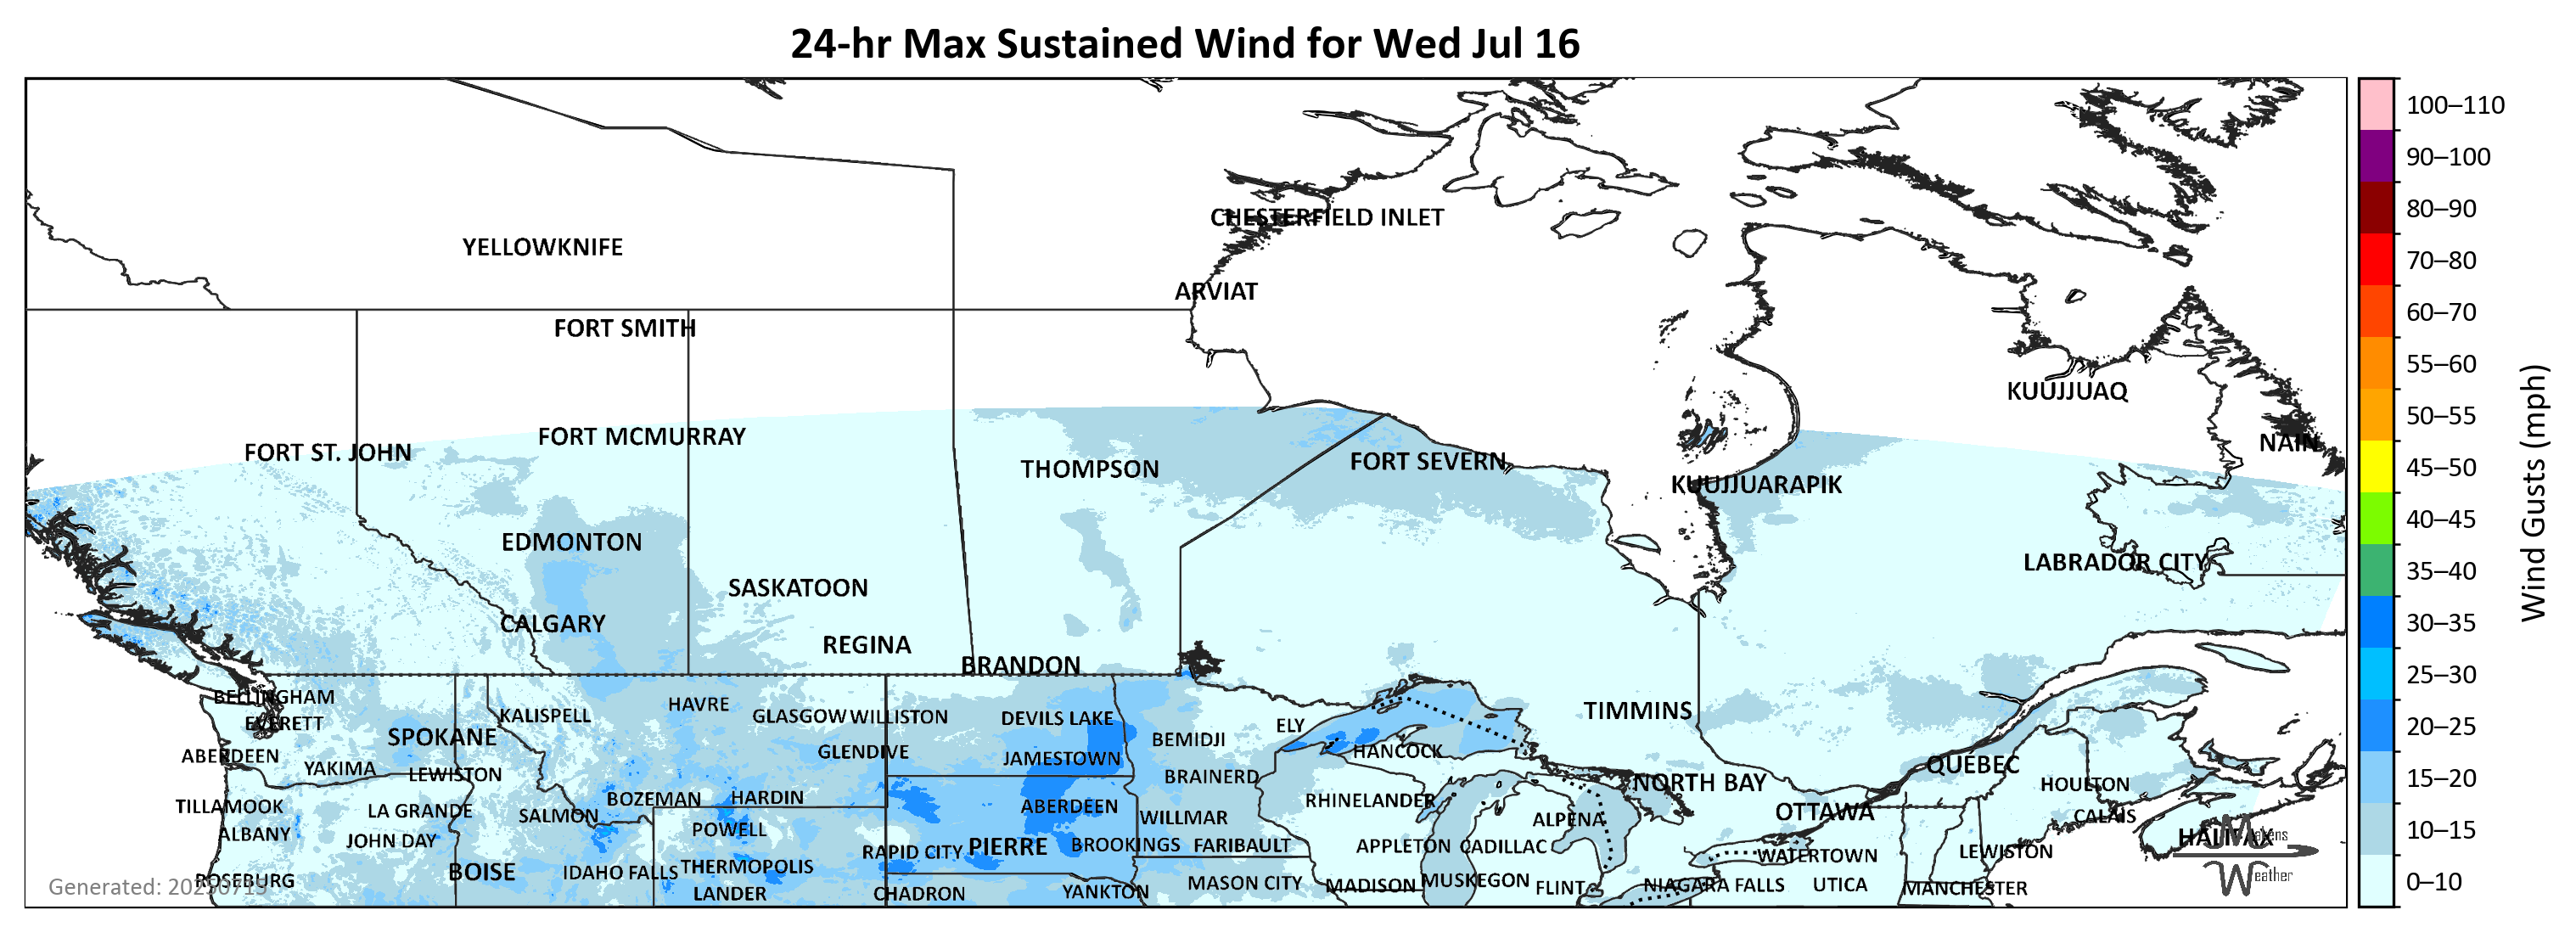 24-hr Max Sustained Wind for Wed Jul 16
100–110
90–100
80–90
70–80
60–70
55–60
50–55
45–50
40–45
35–40
30–35
25–30
20–25
15–20
10–15
0–10
Wind Gusts (mph)
CHESTERFIELD INLET
YELLOWKNIFE
ARVIAT
FORT SMITH
KUUJJUAQ
FORT MCMURRAY
NAIN
FORT ST. JOHN
FORT SEVERN
THOMPSON
KUUJJUARAPIK
EDMONTON
LABRADOR CITY
SASKATOON
CALGARY
REGINA
BRANDON
BELLINGHAM
HAVRE
TIMMINS
KALISPELL
GLASGOW
WILLISTON
DEVILS LAKE
EVERETT
ELY
SPOKANE
BEMIDJI
GLENDIVE
HANCOCK
ABERDEEN
JAMESTOWN
QUÉBEC
YAKIMA
LEWISTON
BRAINERD
NORTH BAY
HOULTON
BOZEMAN
HARDIN
RHINELANDER
TILLAMOOK
ABERDEEN
LA GRANDE
OTTAWA
SALMON
CALAIS
WILLMAR
ALPENA
POWELL
ALBANY
HALIFAX
Makens
Weather
JOHN DAY
PIERRE
BROOKINGS
FARIBAULT
APPLETON
CADILLAC
RAPID CITY
LEWISTON
WATERTOWN
THERMOPOLIS
BOISE
IDAHO FALLS
ROSEBURG
MUSKEGON
MASON CITY
MADISON
NIAGARA FALLS
UTICA
Generated: 20250715
FLINT
MANCHESTER
YANKTON
LANDER
CHADRON